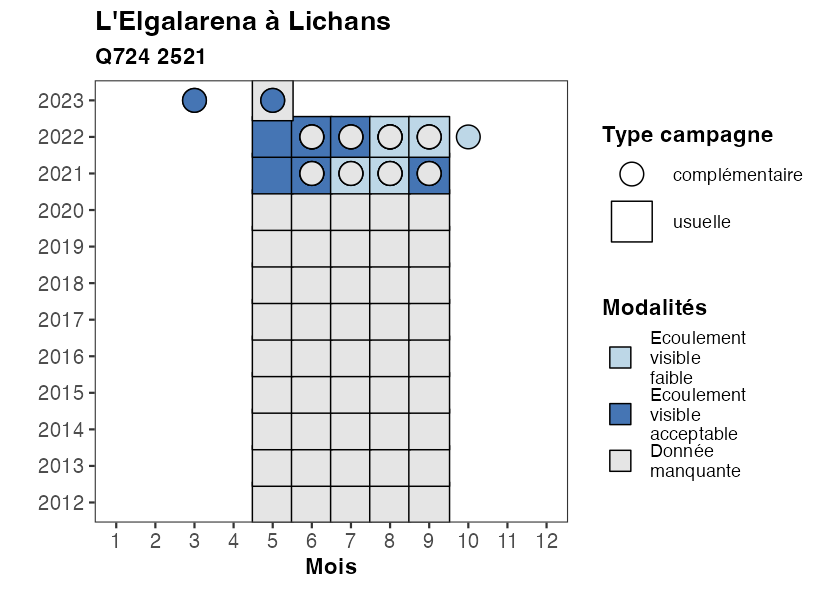 L'Elgalarena à Lichans
Q724 2521
2023
2022
2021
2020
2019
2018
2017
2016
2015
2014
2013
2012
1 2 3 4 5 6 7 8 9 10 11 12
Mois
Type campagne
complémentaire
usuelle
Modalités
Ecoulement
visible
faible
Ecoulement
visible
acceptable
Donnée
manquante